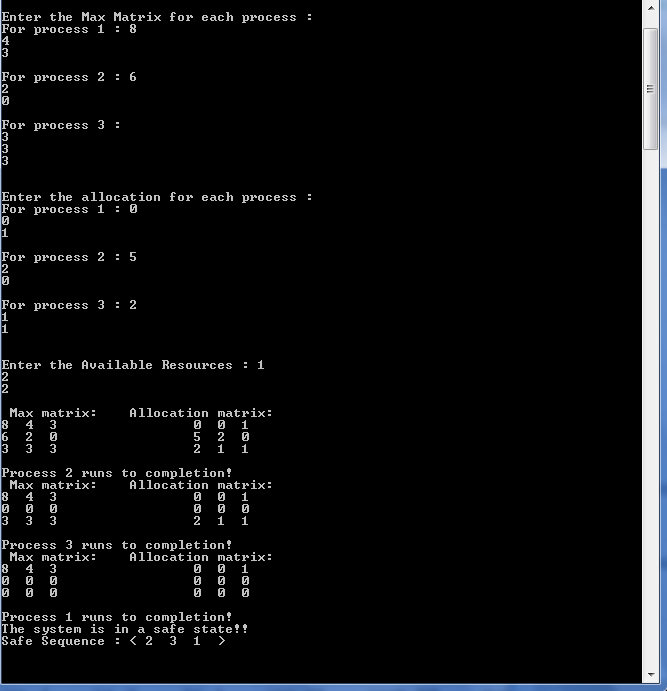 Enter the Max Matrix for each process :
For process 1 : 8
4
3
For process 2 : 6
2
0
For process 3 :
3
3
3
Enter the allocation for each process :
For process 1 : 0
0
1
For process 2 : 5
2
0
For process 3 : 2
1
1
Enter the Available Resources : 1
2
2
Max matrix: Allocation matrix:
8 4 3 0 0 1
6 2 0 5 2 0
3 3 3 2 1 1
Process 2 runs to completion!
Max matrix: Allocation matrix:
8 4 3 0 0 1
0 0 0 0 0 0
3 3 3 2 1 1
Process 3 runs to completion!
Max matrix: Allocation matrix:
8 4 3 0 0 1
0 0 0 0 0 0
0 0 0 0 0 0
Process 1 runs to completion!
The system is in a safe state!!
Safe Sequence : < 2 3 1 >